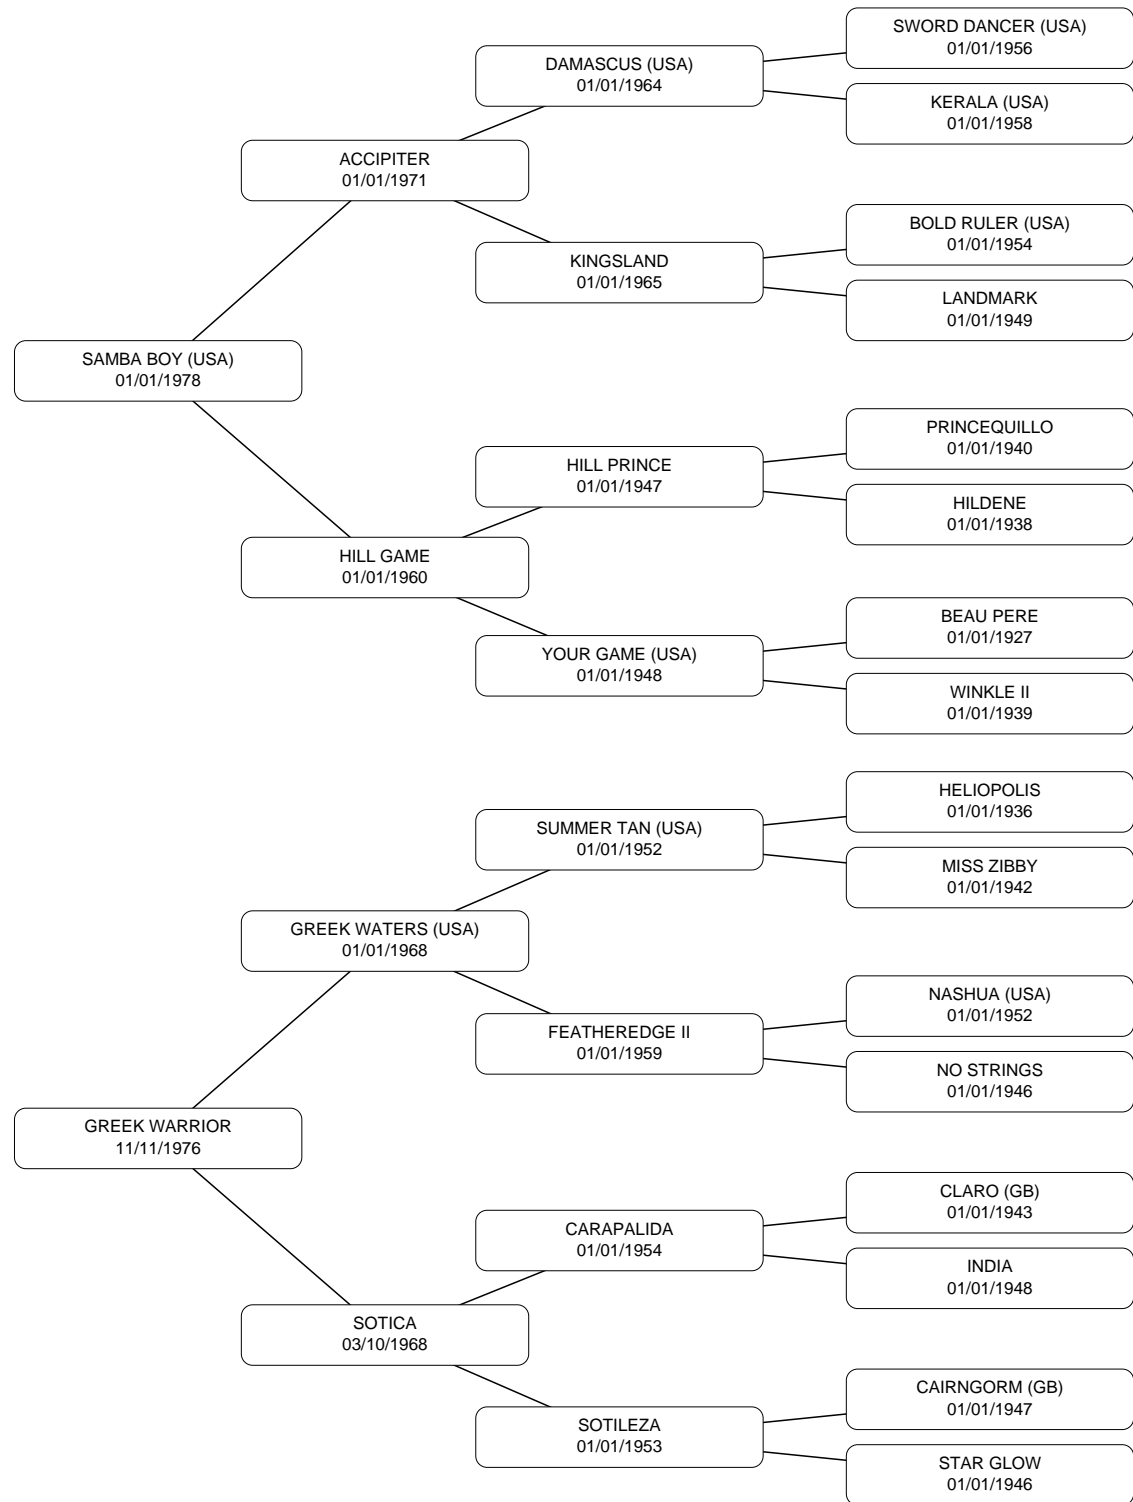 SWORD DANCER (USA)
01/01/1956
DAMASCUS (USA)
01/01/1964
KERALA (USA)
01/01/1958
ACCIPITER
01/01/1971
BOLD RULER (USA)
01/01/1954
KINGSLAND
01/01/1965
LANDMARK
01/01/1949
SAMBA BOY (USA)
01/01/1978
PRINCEQUILLO
01/01/1940
HILL PRINCE
01/01/1947
HILDENE
01/01/1938
HILL GAME
01/01/1960
BEAU PERE
01/01/1927
YOUR GAME (USA)
01/01/1948
WINKLE II
01/01/1939
HELIOPOLIS
01/01/1936
SUMMER TAN (USA)
01/01/1952
MISS ZIBBY
01/01/1942
GREEK WATERS (USA)
01/01/1968
NASHUA (USA)
01/01/1952
FEATHEREDGE II
01/01/1959
NO STRINGS
01/01/1946
GREEK WARRIOR
11/11/1976
CLARO (GB)
01/01/1943
CARAPALIDA
01/01/1954
INDIA
01/01/1948
SOTICA
03/10/1968
CAIRNGORM (GB)
01/01/1947
SOTILEZA
01/01/1953
STAR GLOW
01/01/1946